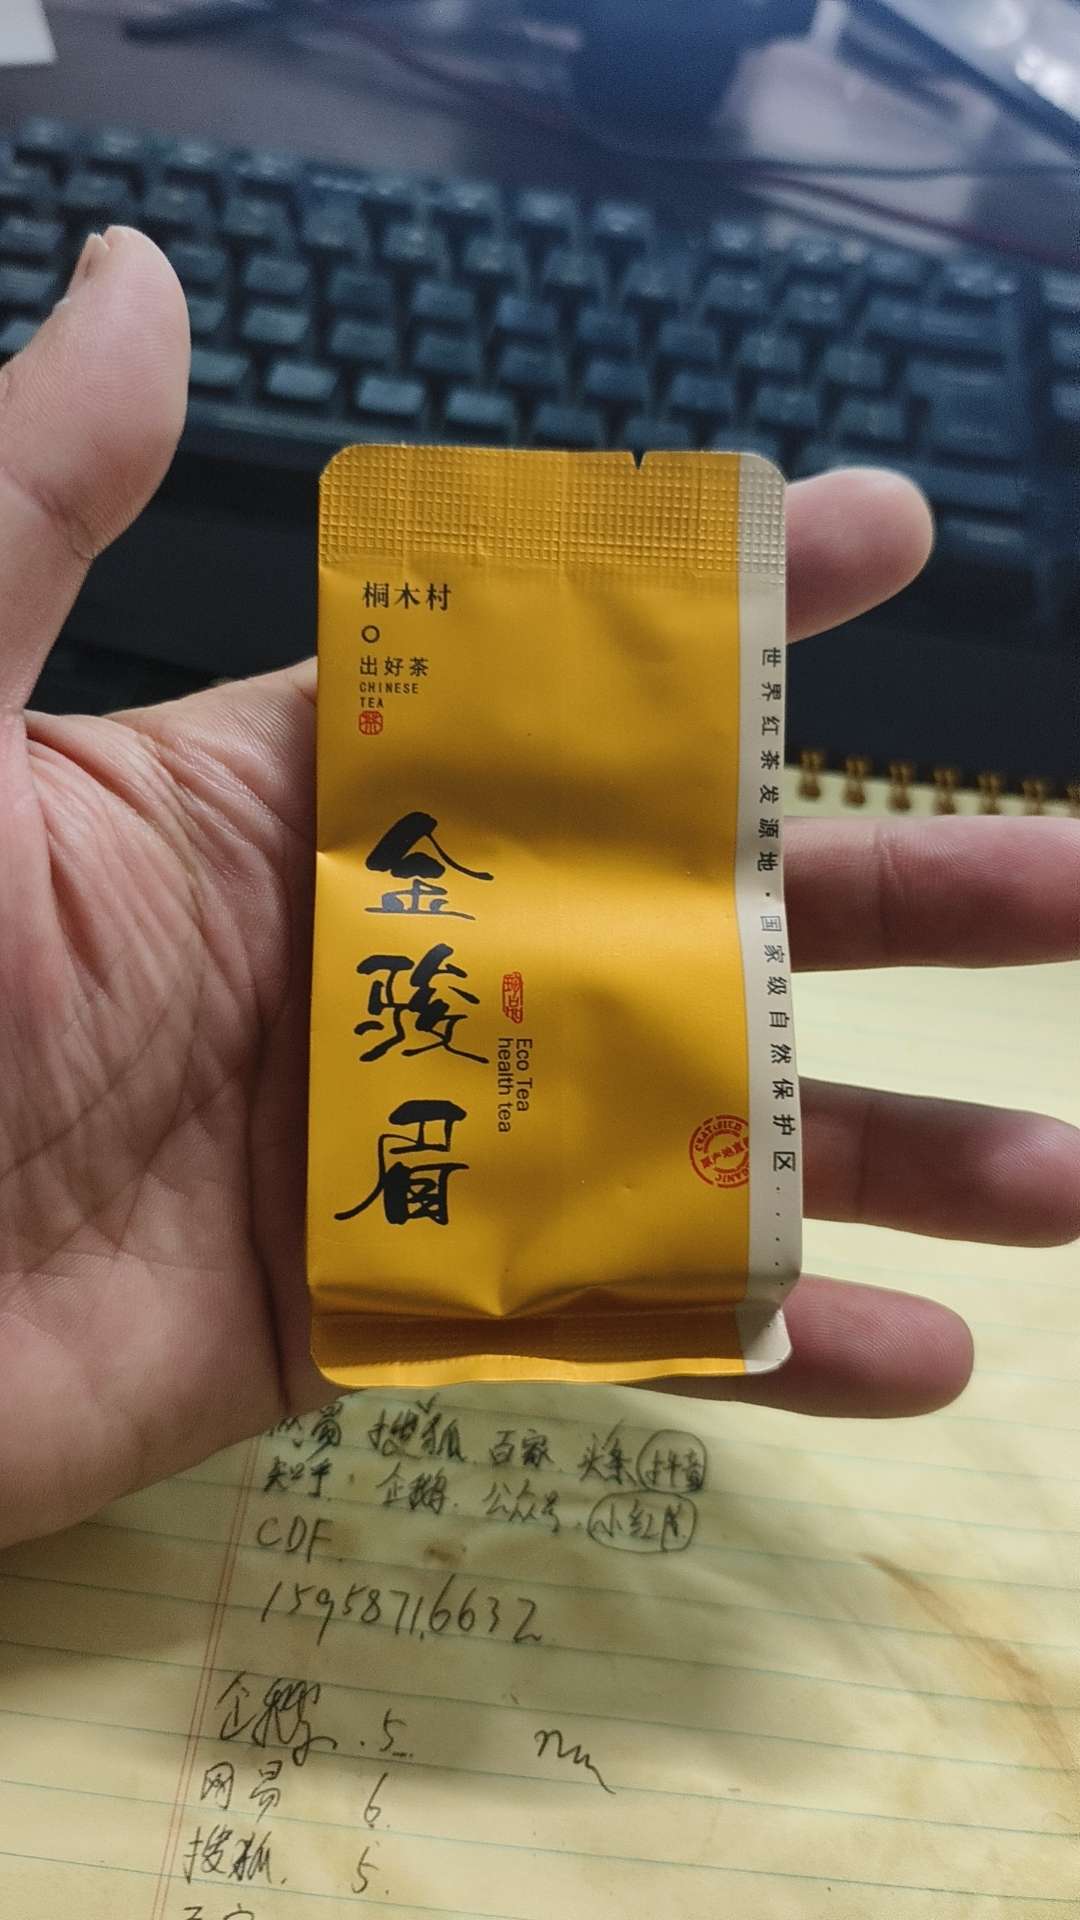 桐木村
出好茶
CHINESE
TEA
茶
金骏眉
Eco Tea
health tea
世界红茶发源地·国家级自然保护区......
网易 搜狐 百家 头条 抖音
知乎. 企鹅. 公众号. 小红书
CDF.
15958716632
企鹅.5
网易 6
搜狐. 5.